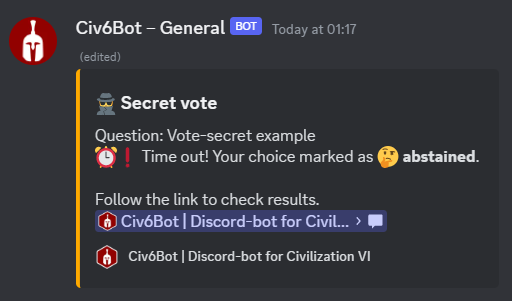 Civ6Bot – General BOT Today at 01:17
(edited)
Secret vote
Question: Vote-secret example
Time out! Your choice marked as abstained.
Follow the link to check results.
Civ6Bot | Discord-bot for Civil... ›
Civ6Bot | Discord-bot for Civilization VI